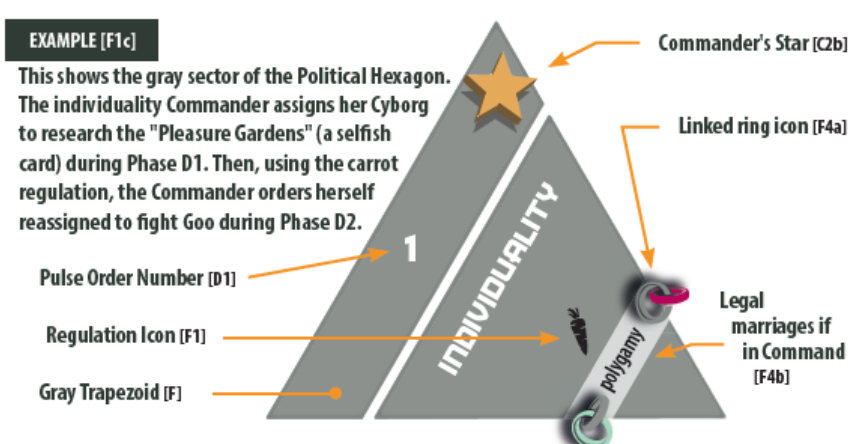 EXAMPLE [F1c]
This shows the gray sector of the Political Hexagon.
The individuality Commander assigns her Cyborg
to research the "Pleasure Gardens" (a selfish
card) during Phase D1. Then, using the carrot
regulation, the Commander orders herself
reassigned to fight Goo during Phase D2.
Commander's Star [C2b]
Linked ring icon [F4a]
Pulse Order Number [D1]
1
INDIVIDUALITY
Regulation Icon [F1]
Gray Trapezoid [F]
polygamy
Legal
marriages if
in Command
[F4b]